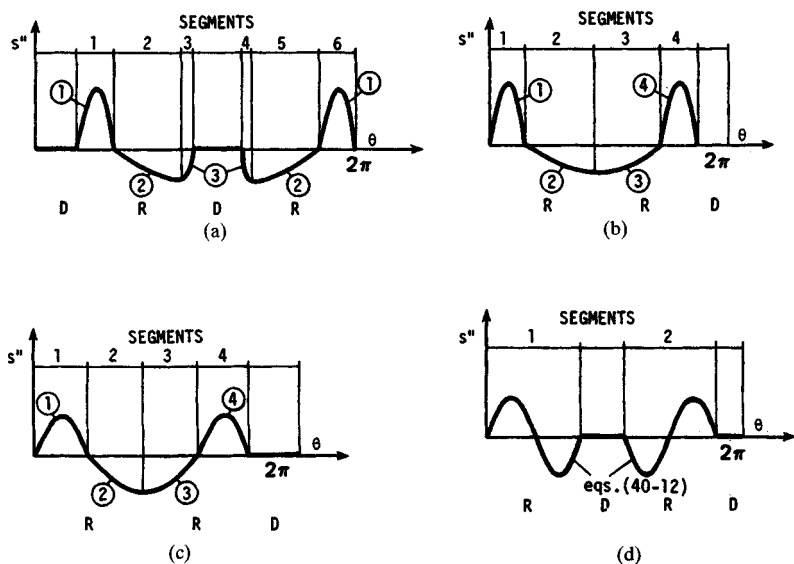 SEGMENTS
s" 1 2 3 4 5 6
① ①
θ
2π
② ③ ②
D R D R
(a)
SEGMENTS
s" 1 2 3 4
① ④
θ
2π
② ③
R R D
(b)
SEGMENTS
s" 1 2 3 4
① ④
θ
2π
② ③
R R D
(c)
SEGMENTS
s" 1 2
θ
2π
eqs.(40-12)
R D R D
(d)